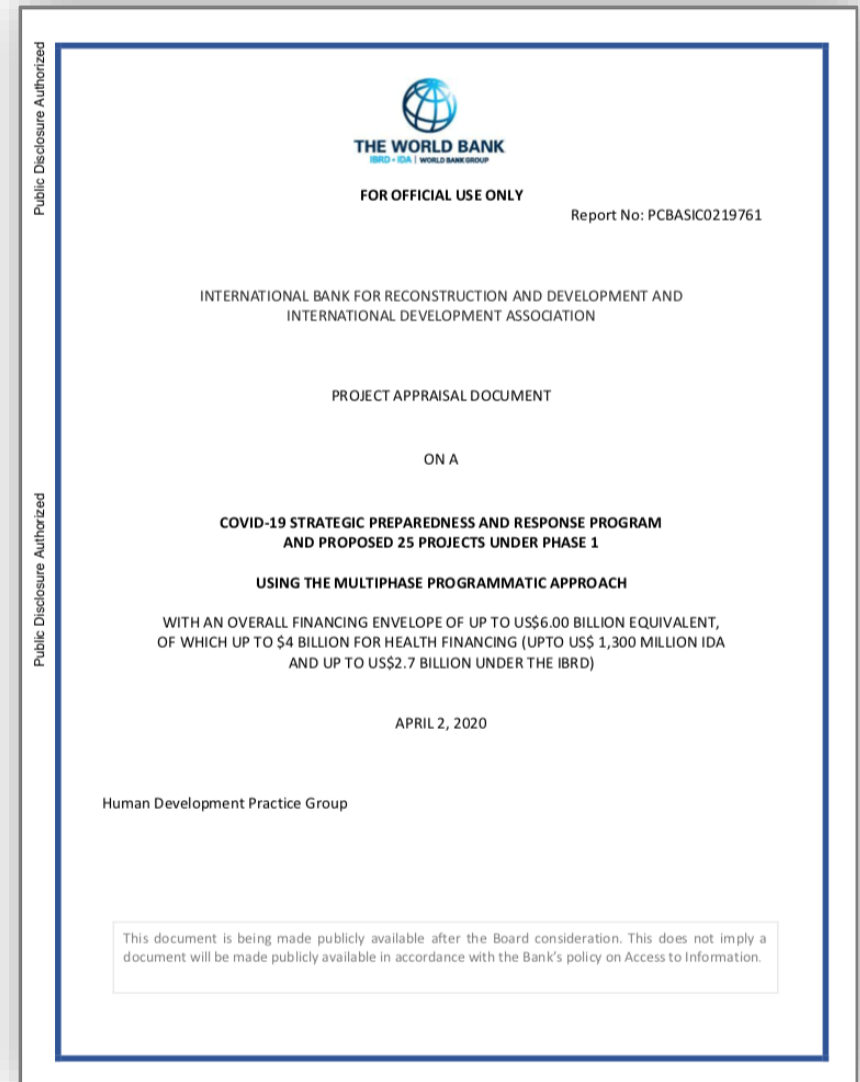 Public Disclosure Authorized
Public Disclosure Authorized
THE WORLD BANK
IBRD • IDA | WORLD BANK GROUP
FOR OFFICIAL USE ONLY
Report No: PCBASIC0219761
INTERNATIONAL BANK FOR RECONSTRUCTION AND DEVELOPMENT AND
INTERNATIONAL DEVELOPMENT ASSOCIATION
PROJECT APPRAISAL DOCUMENT
ON A
COVID-19 STRATEGIC PREPAREDNESS AND RESPONSE PROGRAM
AND PROPOSED 25 PROJECTS UNDER PHASE 1
USING THE MULTIPHASE PROGRAMMATIC APPROACH
WITH AN OVERALL FINANCING ENVELOPE OF UP TO US$6.00 BILLION EQUIVALENT,
OF WHICH UP TO $4 BILLION FOR HEALTH FINANCING (UPTO US$ 1,300 MILLION IDA
AND UP TO US$2.7 BILLION UNDER THE IBRD)
APRIL 2, 2020
Human Development Practice Group
This document is being made publicly available after the Board consideration. This does not imply a
document will be made publicly available in accordance with the Bank's policy on Access to Information.